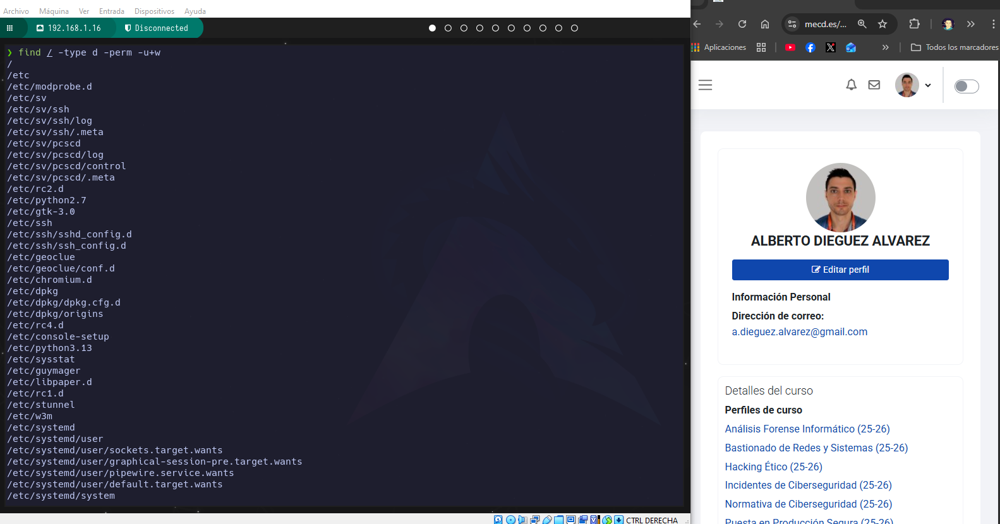 Archivo Máquina Ver Entrada Dispositivos Ayuda
192.168.1.16 Disconnected
❯ find / -type d -perm -u+w
/
/etc
/etc/modprobe.d
/etc/sv
/etc/sv/ssh
/etc/sv/ssh/log
/etc/sv/ssh/.meta
/etc/sv/pcscd
/etc/sv/pcscd/log
/etc/sv/pcscd/control
/etc/sv/pcscd/.meta
/etc/rc2.d
/etc/python2.7
/etc/gtk-3.0
/etc/ssh
/etc/ssh/sshd_config.d
/etc/ssh/ssh_config.d
/etc/geoclue
/etc/geoclue/conf.d
/etc/chromium.d
/etc/dpkg
/etc/dpkg/dpkg.cfg.d
/etc/dpkg/origins
/etc/rc4.d
/etc/console-setup
/etc/python3.13
/etc/sysstat
/etc/guymager
/etc/libpaper.d
/etc/rc1.d
/etc/stunnel
/etc/w3m
/etc/systemd
/etc/systemd/user
/etc/systemd/user/sockets.target.wants
/etc/systemd/user/graphical-session-pre.target.wants
/etc/systemd/user/pipewire.service.wants
/etc/systemd/user/default.target.wants
/etc/systemd/system
CTRL DERECHA
mecd.es/...
Aplicaciones
Todos los marcadores
ALBERTO DIEGUEZ ALVAREZ
Editar perfil
Información Personal
Dirección de correo:
a.dieguez.alvarez@gmail.com
Detalles del curso
Perfiles de curso
Análisis Forense Informático (25-26)
Bastionado de Redes y Sistemas (25-26)
Hacking Ético (25-26)
Incidentes de Ciberseguridad (25-26)
Normativa de Ciberseguridad (25-26)
Puesta en Producción Segura (25-26)